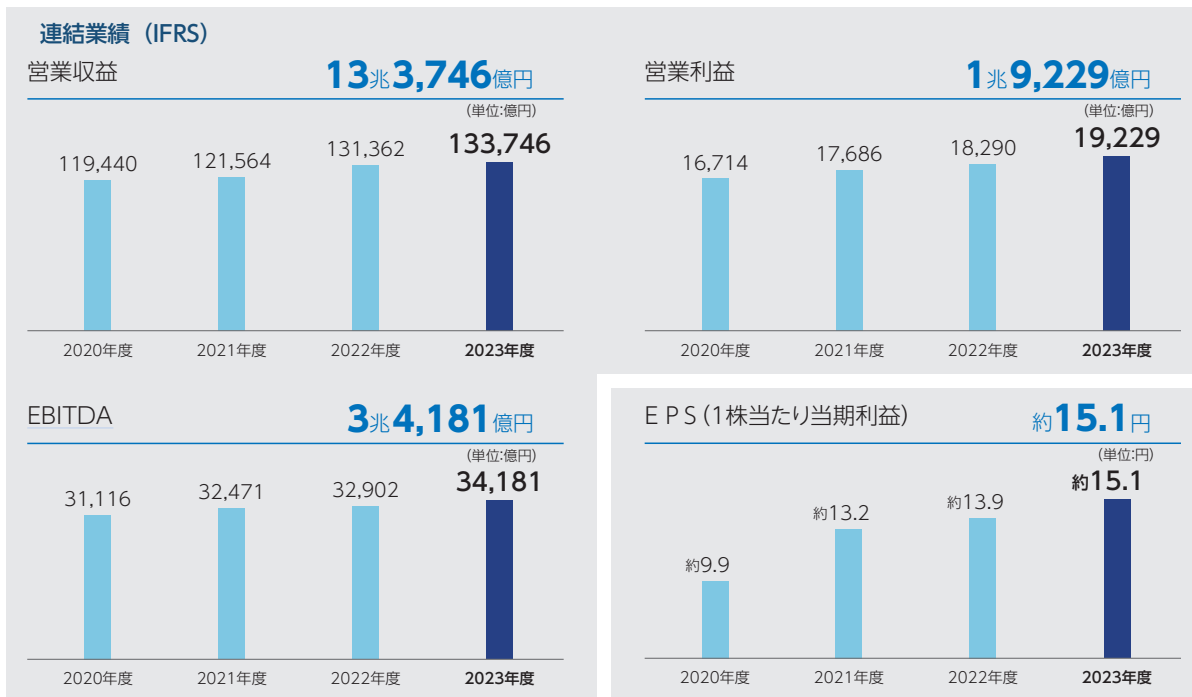 連結業績（IFRS）
営業収益 13兆3,746億円
(単位:億円)
119,440 121,564 131,362 133,746
2020年度 2021年度 2022年度 2023年度
営業利益 1兆9,229億円
(単位:億円)
16,714 17,686 18,290 19,229
2020年度 2021年度 2022年度 2023年度
EBITDA 3兆4,181億円
(単位:億円)
31,116 32,471 32,902 34,181
2020年度 2021年度 2022年度 2023年度
EPS(1株当たり当期利益) 約15.1円
(単位:円)
約9.9 約13.2 約13.9 約15.1
2020年度 2021年度 2022年度 2023年度